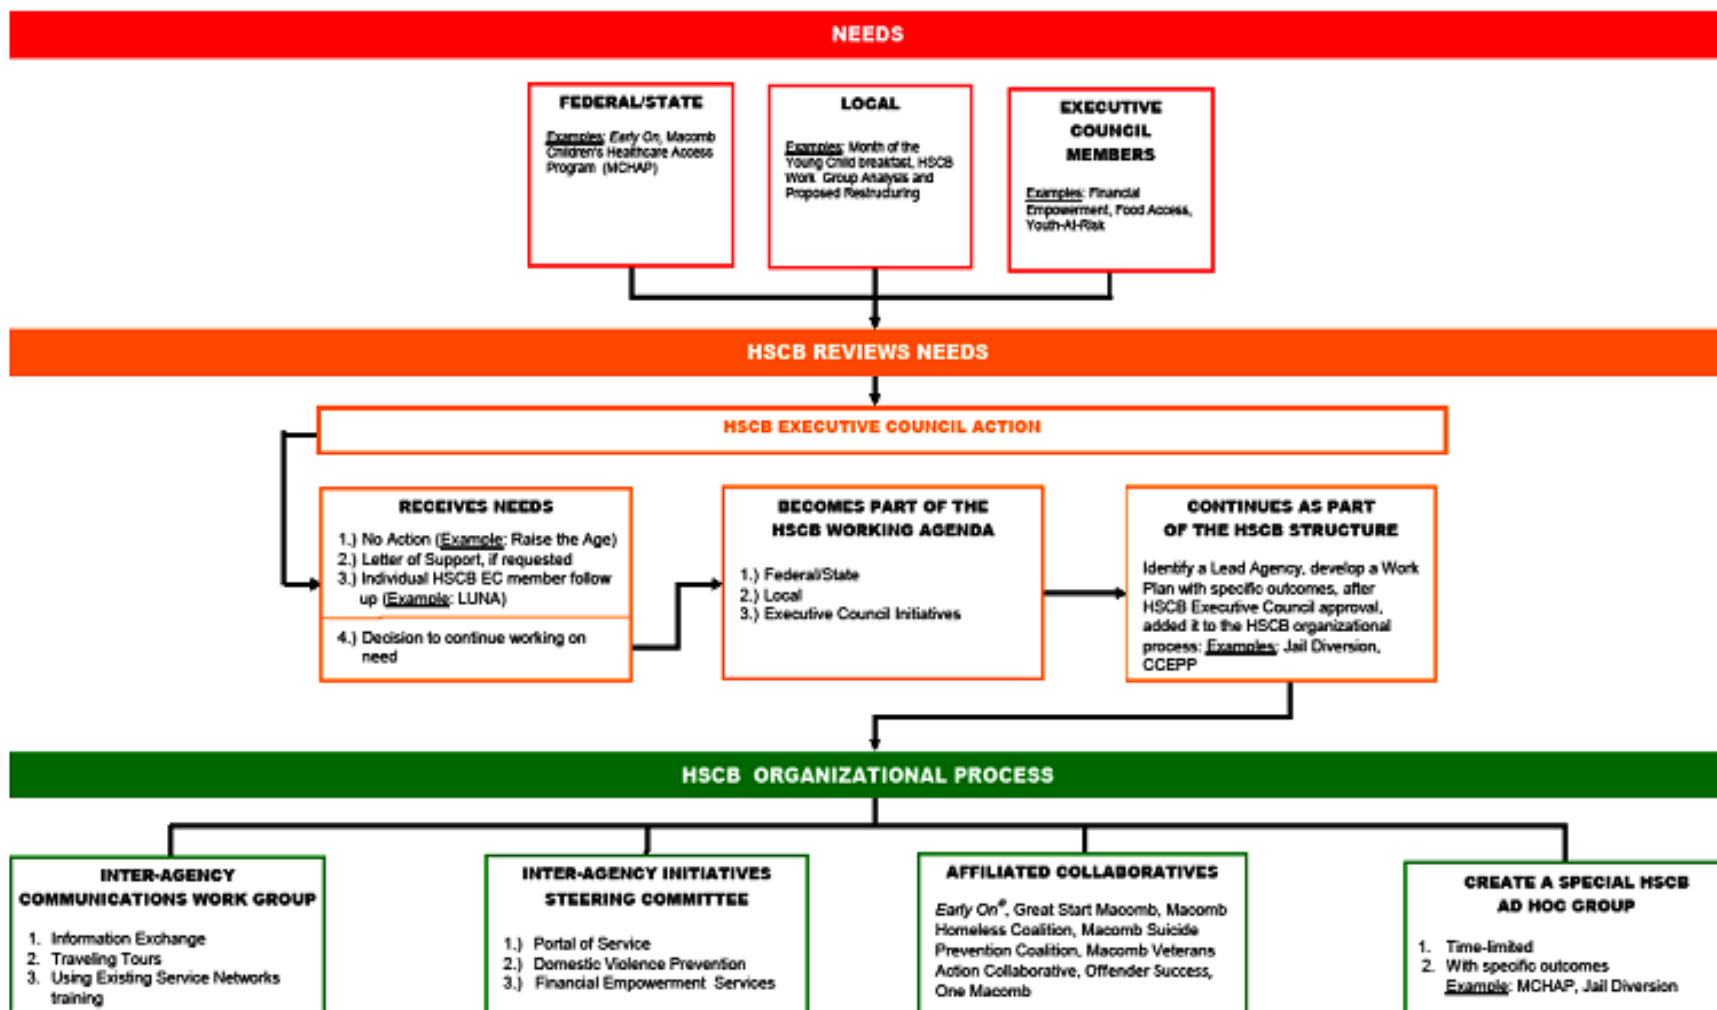 NEEDS
FEDERAL/STATE
Examples: Early On, Macomb
Children's Healthcare Access
Program (MCHAP)
LOCAL
Examples: Month of the
Young Child breakfast, HSCB
Work Group Analysis and
Proposed Restructuring
EXECUTIVE
COUNCIL
MEMBERS
Examples: Financial
Empowerment, Food Access,
Youth-At-Risk
HSCB REVIEWS NEEDS
HSCB EXECUTIVE COUNCIL ACTION
RECEIVES NEEDS
1.) No Action (Example: Raise the Age)
2.) Letter of Support, if requested
3.) Individual HSCB EC member follow
up (Example: LUNA)
4.) Decision to continue working on
need
BECOMES PART OF THE
HSCB WORKING AGENDA
1.) Federal/State
2.) Local
3.) Executive Council Initiatives
CONTINUES AS PART
OF THE HSCB STRUCTURE
Identify a Lead Agency, develop a Work
Plan with specific outcomes, after
HSCB Executive Council approval,
added it to the HSCB organizational
process: Examples: Jail Diversion,
CCEPP
HSCB ORGANIZATIONAL PROCESS
INTER-AGENCY
COMMUNICATIONS WORK GROUP
1. Information Exchange
2. Traveling Tours
3. Using Existing Service Networks
training
INTER-AGENCY INITIATIVES
STEERING COMMITTEE
1.) Portal of Service
2.) Domestic Violence Prevention
3.) Financial Empowerment Services
AFFILIATED COLLABORATIVES
Early On®, Great Start Macomb, Macomb
Homeless Coalition, Macomb Suicide
Prevention Coalition, Macomb Veterans
Action Collaborative, Offender Success,
One Macomb
CREATE A SPECIAL HSCB
AD HOC GROUP
1. Time-limited
2. With specific outcomes
Example: MCHAP, Jail Diversion